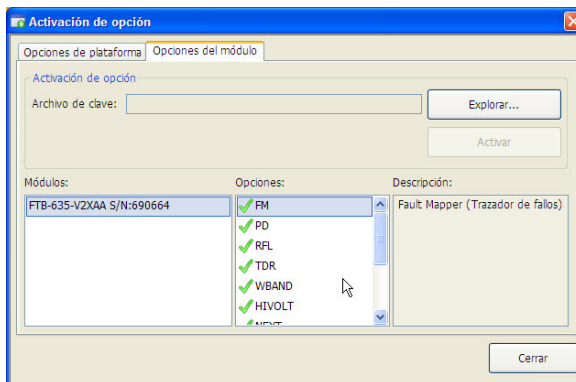 Activación de opción
Opciones de plataforma
Opciones del módulo
Activación de opción
Archivo de clave:
Explorar...
Activar
Módulos:
Opciones:
Descripción:
FTB-635-V2XAA S/N:690664
FM
PD
RFL
TDR
WBAND
HIVOLT
NEXT
Fault Mapper (Trazador de fallos)
Cerrar